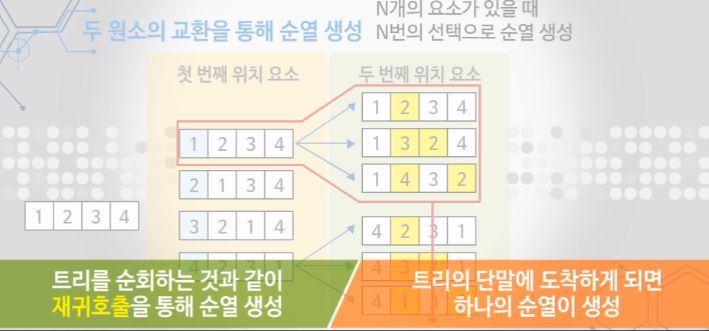 두 원소의 교환을 통해 순열 생성
N개의 요소가 있을 때
N번의 선택으로 순열 생성
첫 번째 위치 요소
두 번째 위치 요소
1 2 3 4
1 2 3 4
2 1 3 4
3 2 1 4
1 2 3 4
1 3 2 4
1 4 3 2
4 2 3 1
트리를 순회하는 것과 같이
재귀호출을 통해 순열 생성
트리의 단말에 도착하게 되면
하나의 순열이 생성